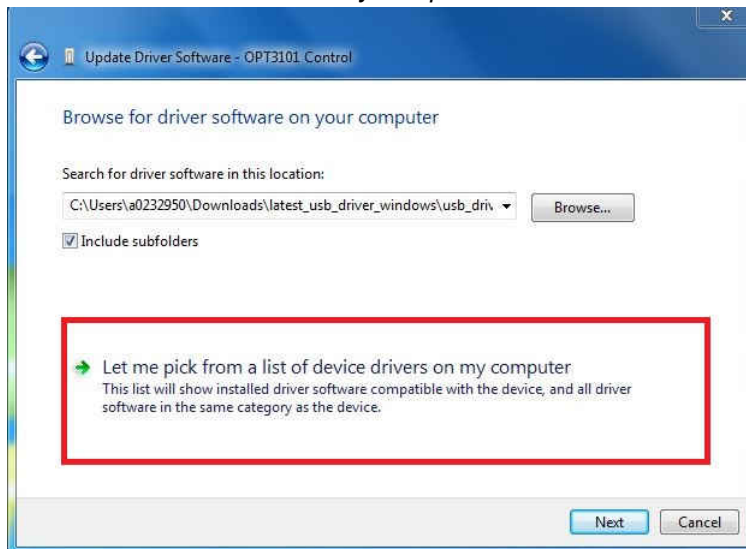 Update Driver Software - OPT3101 Control
Browse for driver software on your computer
Search for driver software in this location:
C:\Users\a0232950\Downloads\latest_usb_driver_windows\usb_driv
Browse...
Include subfolders
Let me pick from a list of device drivers on my computer
This list will show installed driver software compatible with the device, and all driver
software in the same category as the device.
Next
Cancel